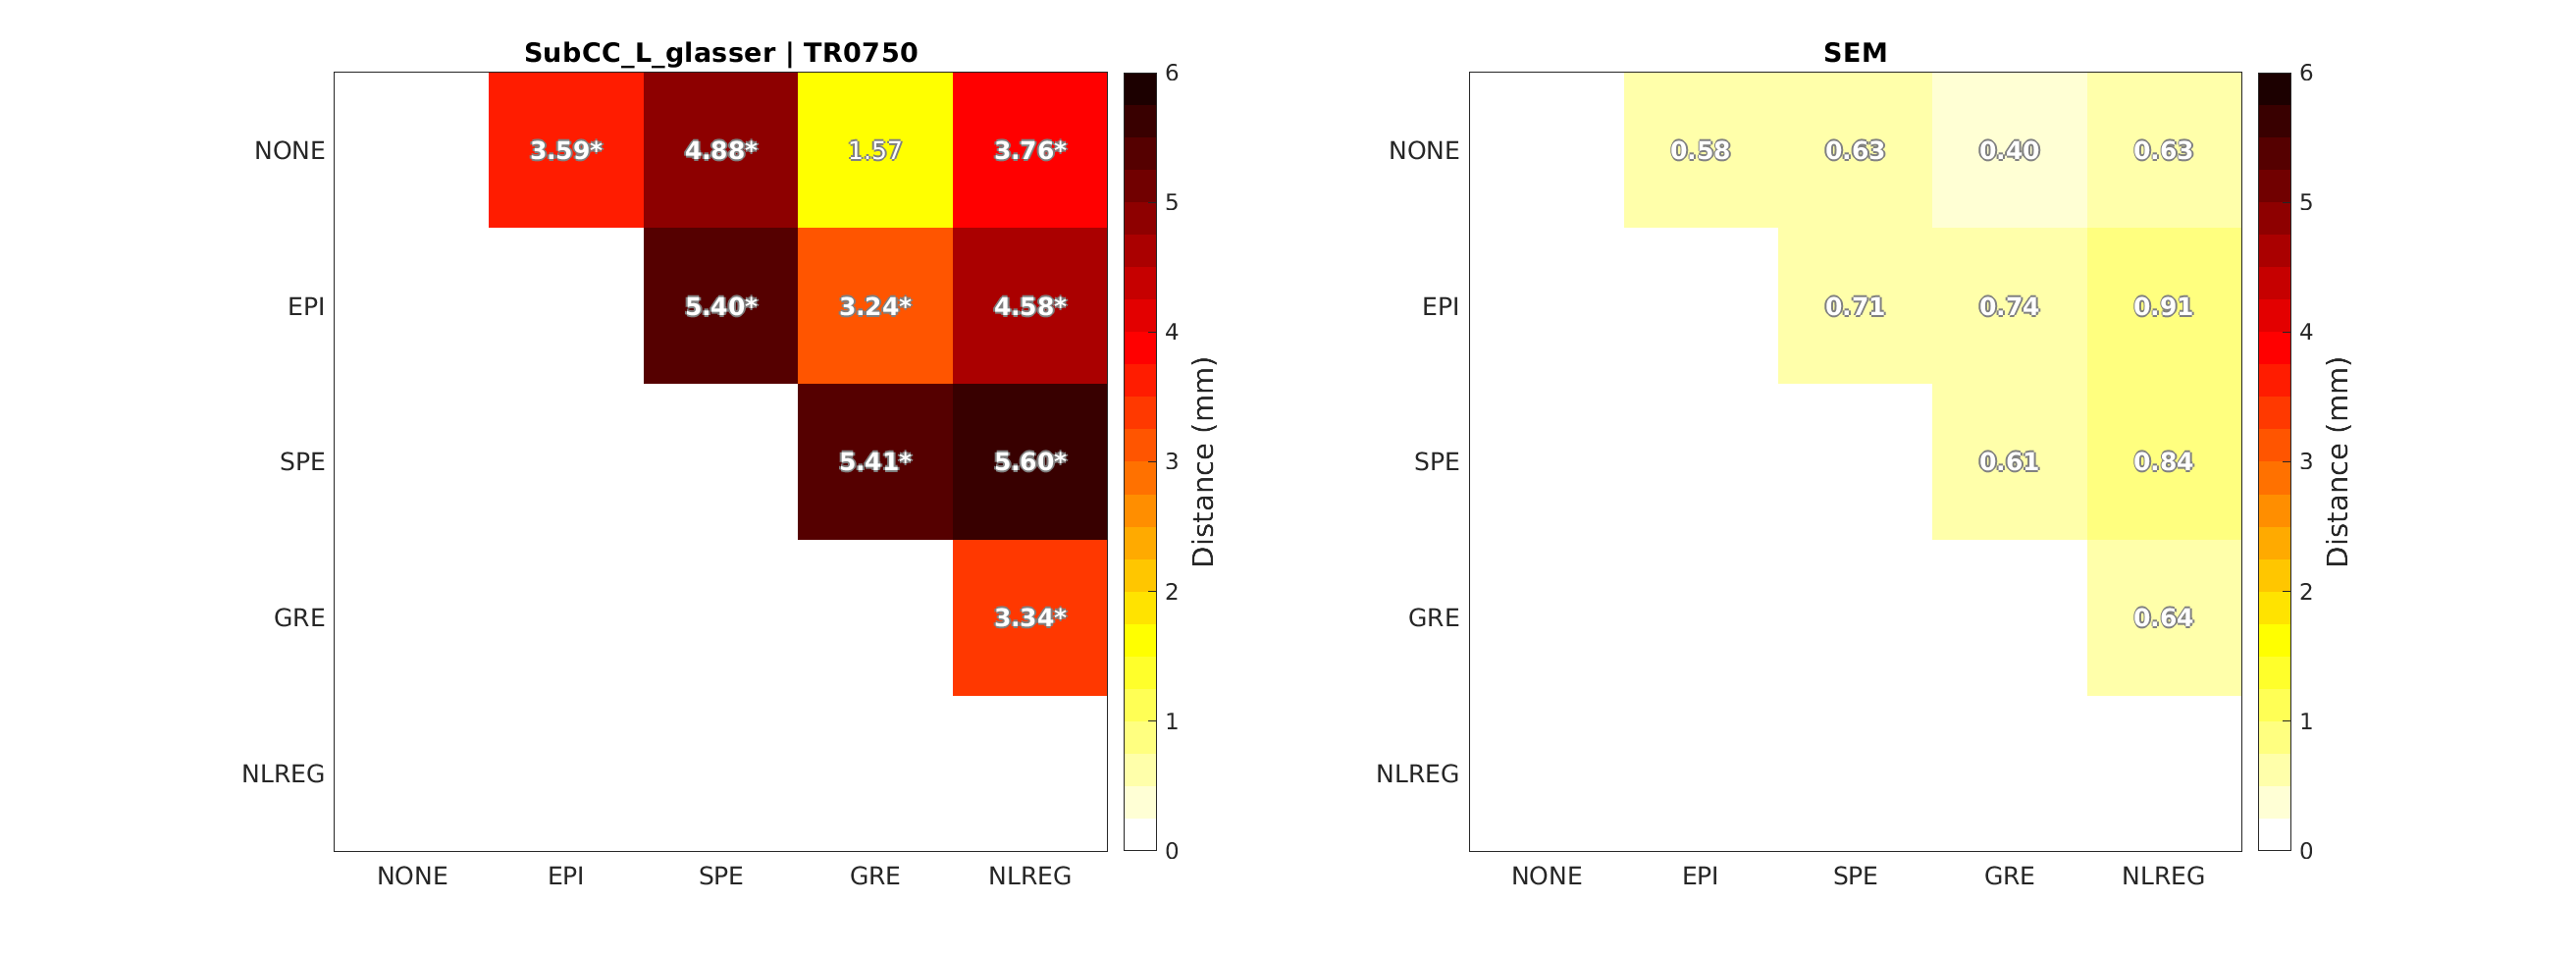 SubCC_L_glasser | TR0750
NONE 3.59* 4.88* 1.57 3.76*
EPI 5.40* 3.24* 4.58*
SPE 5.41* 5.60*
GRE 3.34*
NLREG
NONE EPI SPE GRE NLREG
6
5
4
3
2
1
0
Distance (mm)
SEM
NONE 0.58 0.63 0.40 0.63
EPI 0.71 0.74 0.91
SPE 0.61 0.84
GRE 0.64
NLREG
NONE EPI SPE GRE NLREG
6
5
4
3
2
1
0
Distance (mm)